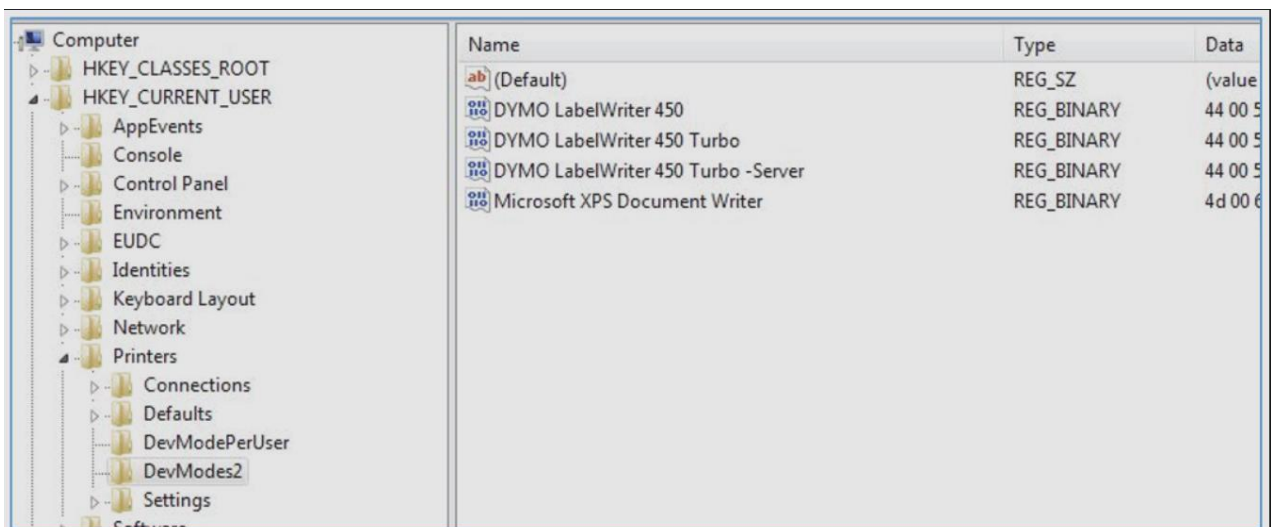 Computer
HKEY_CLASSES_ROOT
HKEY_CURRENT_USER
AppEvents
Console
Control Panel
Environment
EUDC
Identities
Keyboard Layout
Network
Printers
Connections
Defaults
DevModePerUser
DevModes2
Settings
Software
Name Type Data
(Default) REG_SZ (value
DYMO LabelWriter 450 REG_BINARY 44 00 5
DYMO LabelWriter 450 Turbo REG_BINARY 44 00 5
DYMO LabelWriter 450 Turbo -Server REG_BINARY 44 00 5
Microsoft XPS Document Writer REG_BINARY 4d 00 6